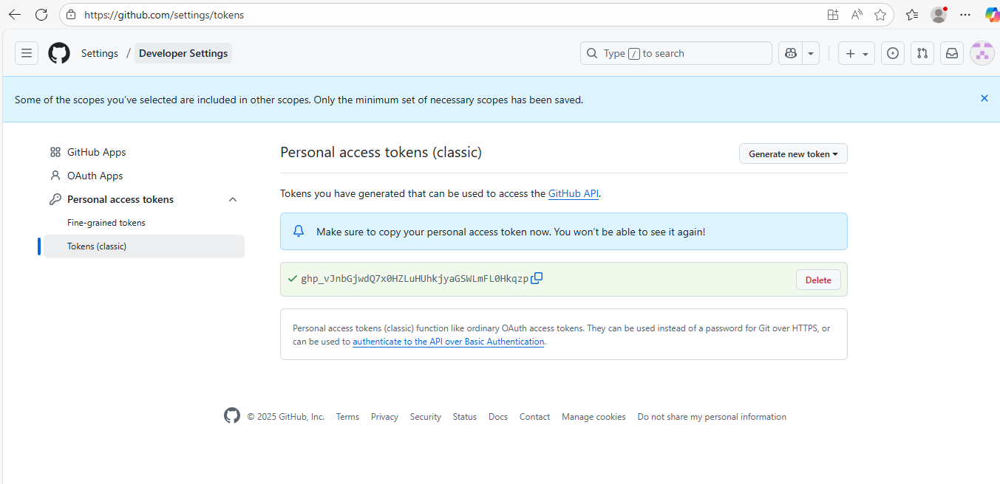 https://github.com/settings/tokens
Settings / Developer Settings
Type / to search
Some of the scopes you've selected are included in other scopes. Only the minimum set of necessary scopes has been saved.
GitHub Apps
OAuth Apps
Personal access tokens
Fine-grained tokens
Tokens (classic)
Personal access tokens (classic)
Generate new token
Tokens you have generated that can be used to access the GitHub API.
Make sure to copy your personal access token now. You won't be able to see it again!
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
Delete
Personal access tokens (classic) function like ordinary OAuth access tokens. They can be used instead of a password for Git over HTTPS, or
can be used to authenticate to the API over Basic Authentication.
© 2025 GitHub, Inc. Terms Privacy Security Status Docs Contact Manage cookies Do not share my personal information